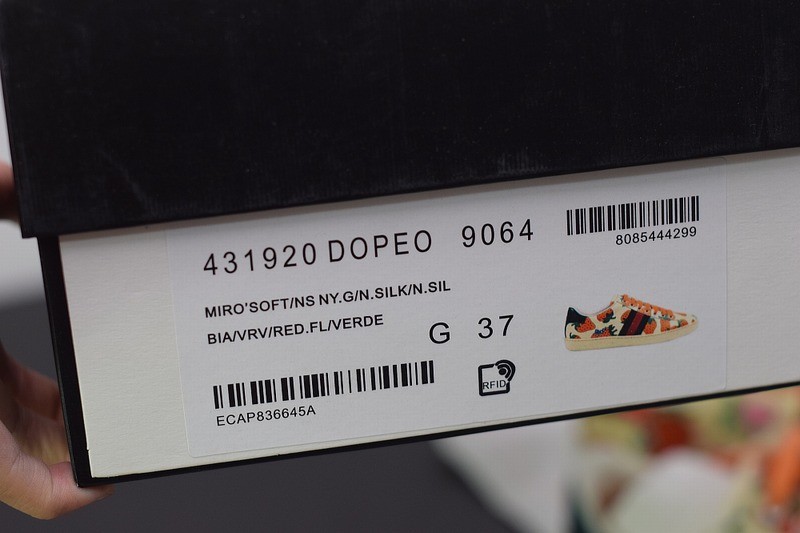 431920 DOPEO 9064
8085444299
MIRO'SOFT/NS NY.G/N.SILK/N.SIL
BIA/VRV/RED.FL/VERDE
G 37
ECAP836645A
RFID